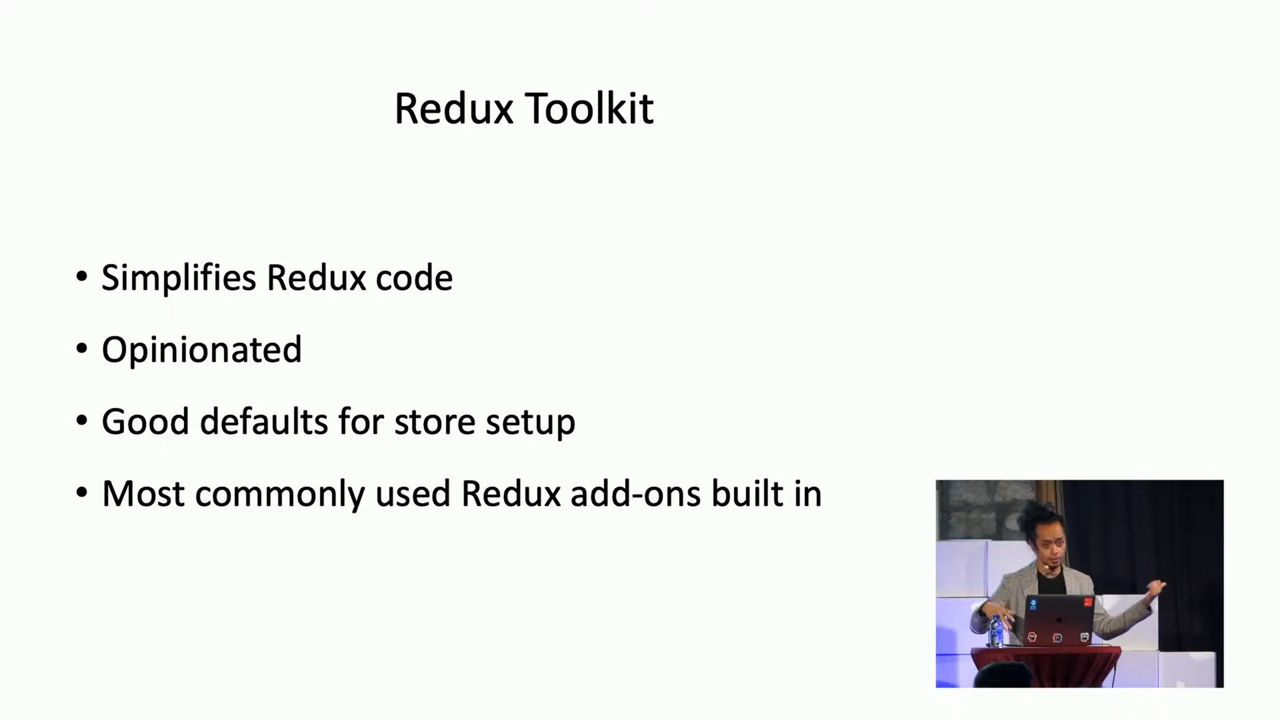 Redux Toolkit
• Simplifies Redux code
• Opinionated
• Good defaults for store setup
• Most commonly used Redux add-ons built in